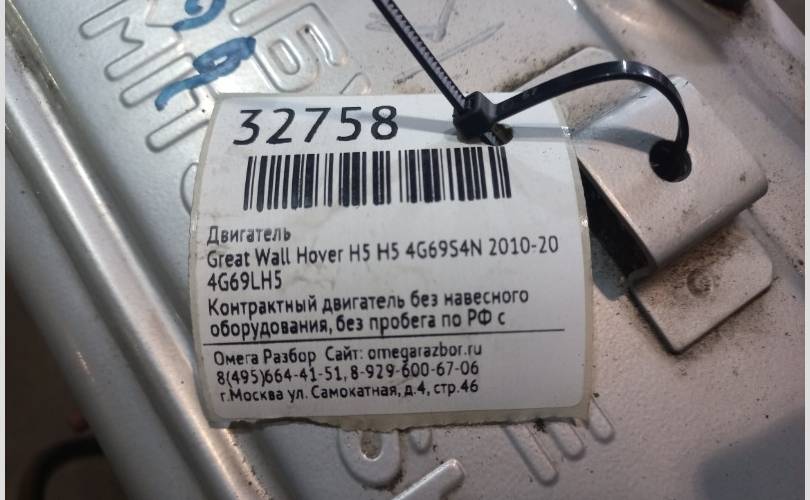 32758
Двигатель
Great Wall Hover H5 H5 4G69S4N 2010-20
4G69LH5
Контрактный двигатель без навесного
оборудования, без пробега по РФ с
Омега Разбор Сайт: omegarazbor.ru
8(495)664-41-51, 8-929-600-67-06
г.Москва ул. Самокатная, д.4, стр.46